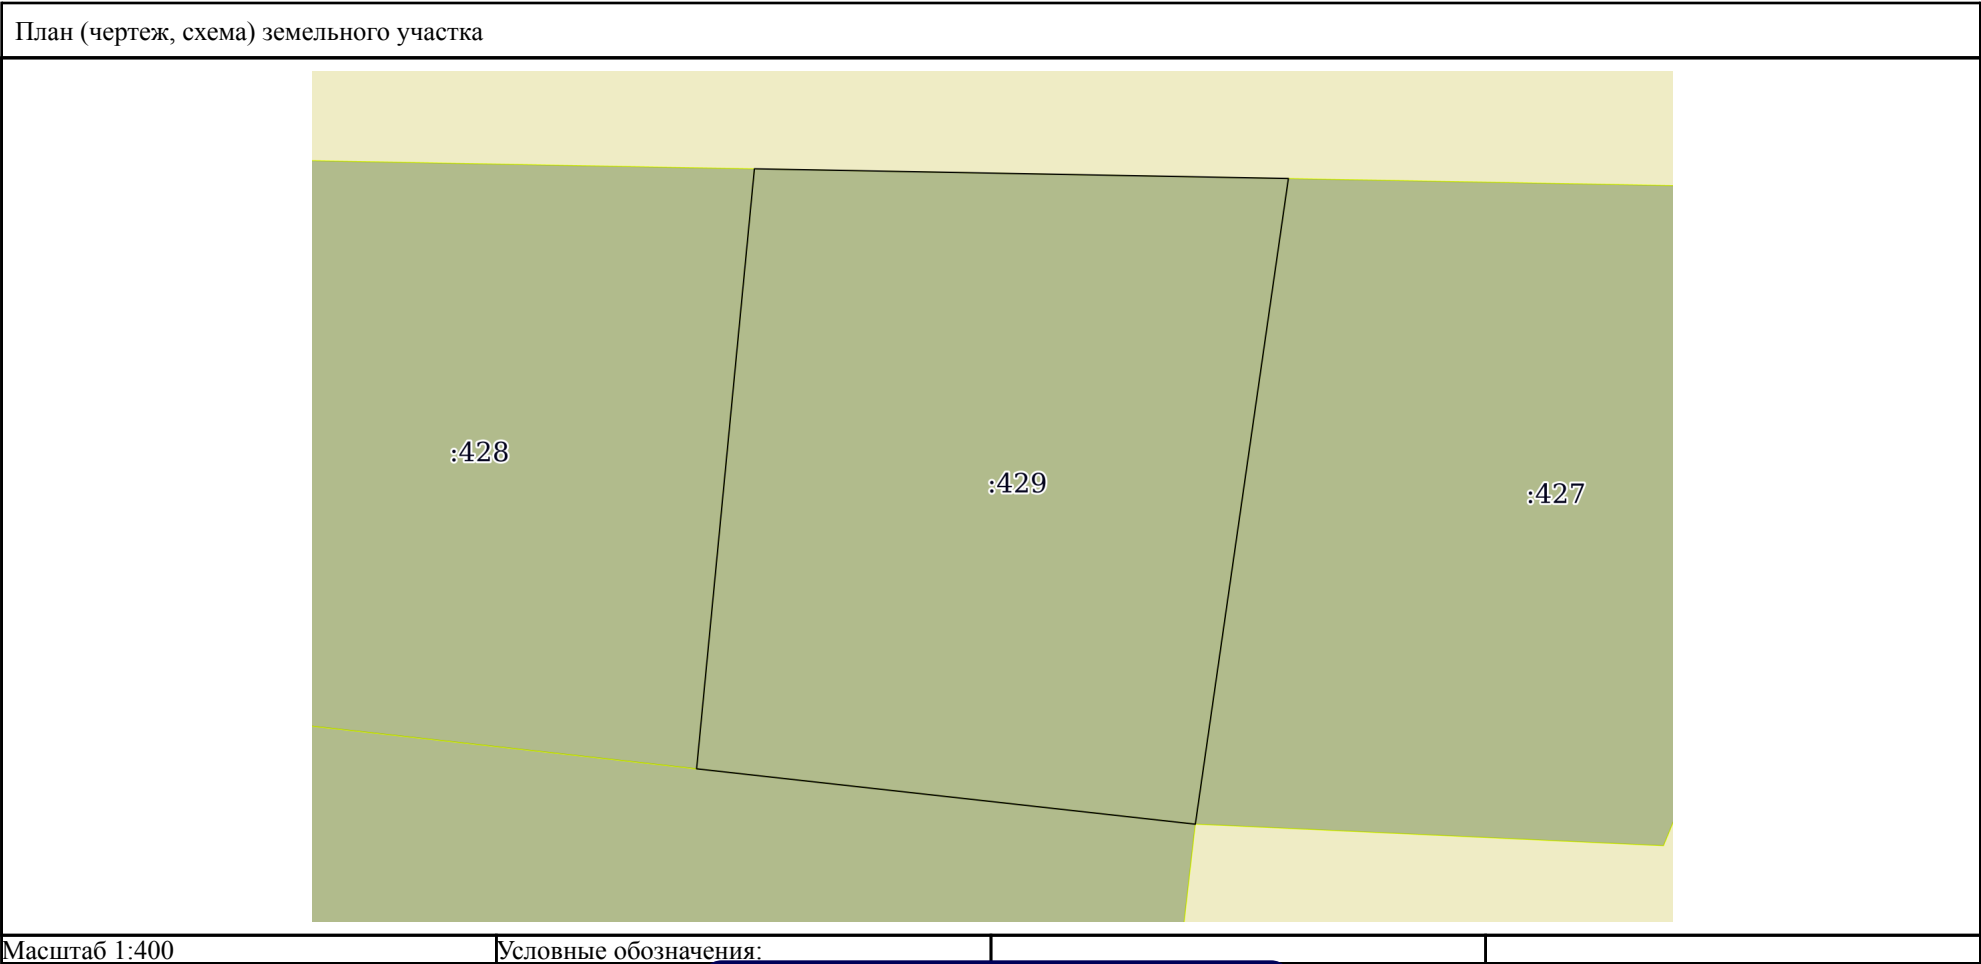 План (чертеж, схема) земельного участка
:428
:429
:427
Масштаб 1:400
Условные обозначения: